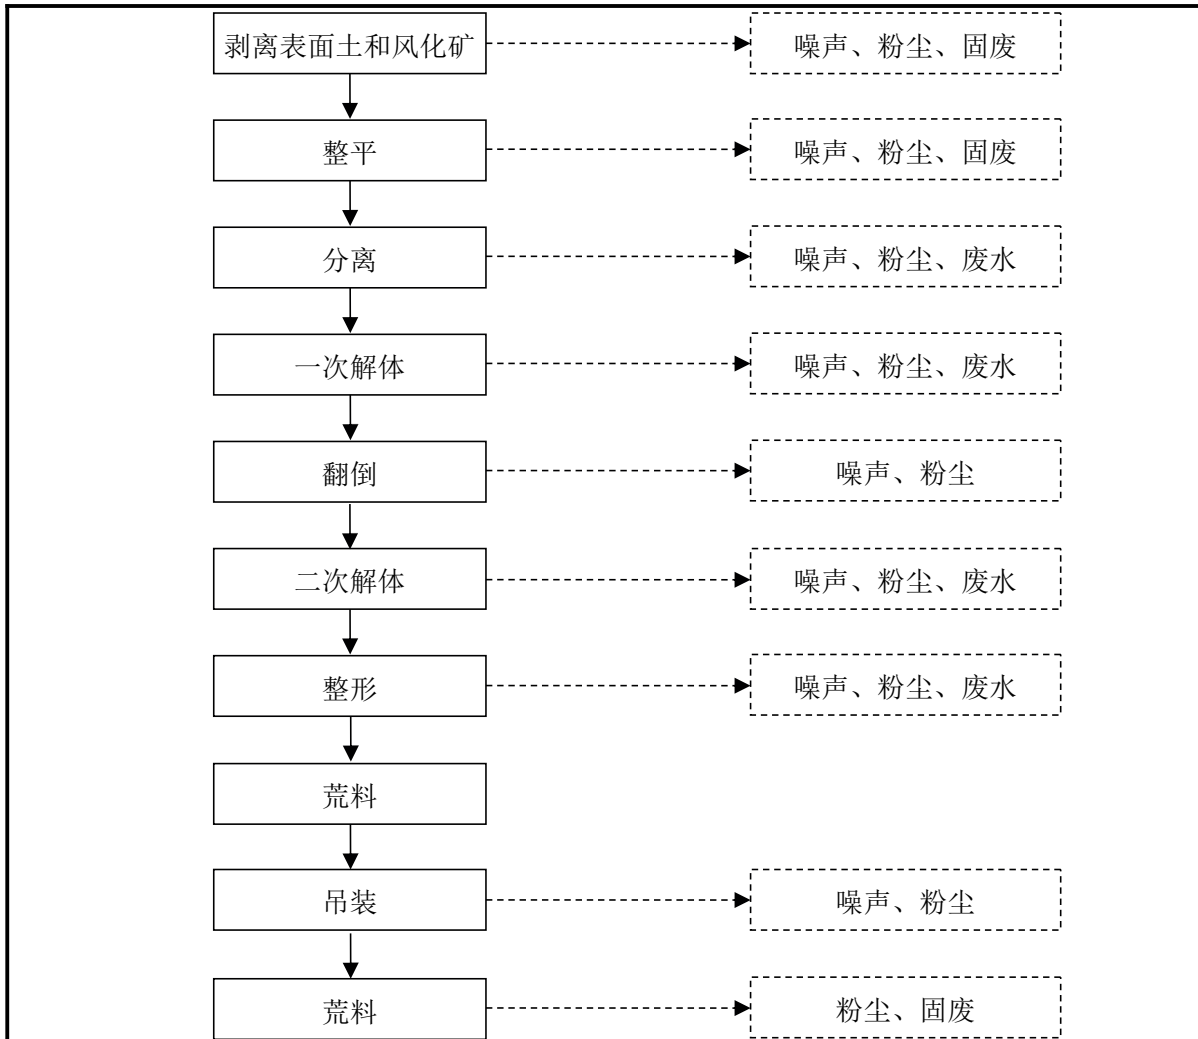 剥离表面土和风化矿
噪声、粉尘、固废
整平
噪声、粉尘、固废
分离
噪声、粉尘、废水
一次解体
噪声、粉尘、废水
翻倒
噪声、粉尘
二次解体
噪声、粉尘、废水
整形
噪声、粉尘、废水
荒料
吊装
噪声、粉尘
荒料
粉尘、固废